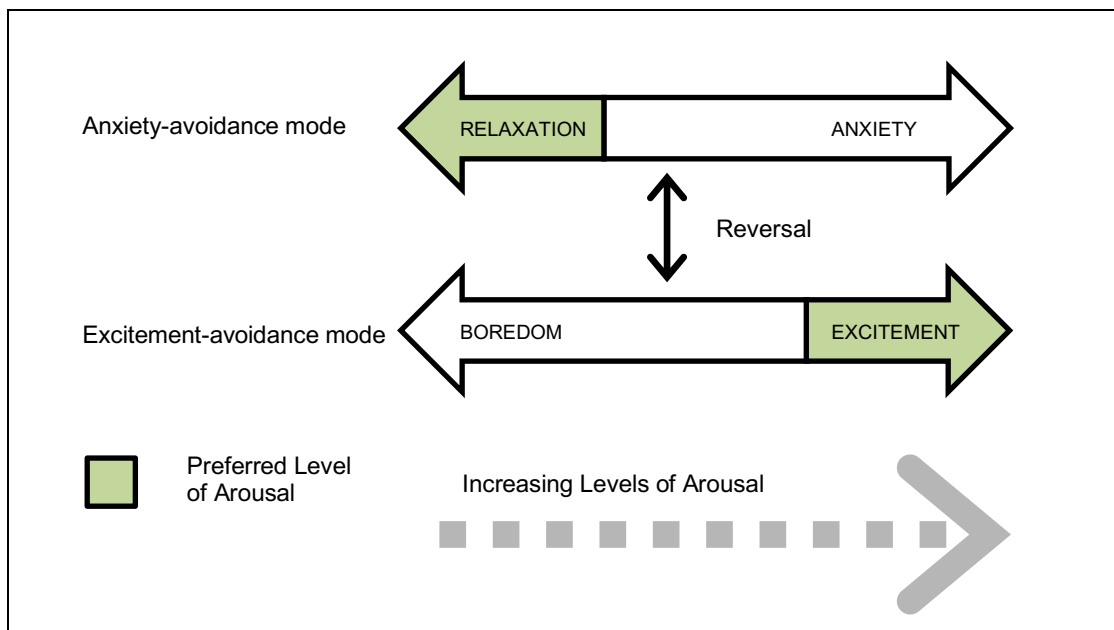 Anxiety-avoidance mode
RELAXATION
ANXIETY
Reversal
Excitement-avoidance mode
BOREDOM
EXCITEMENT
Preferred Level
of Arousal
Increasing Levels of Arousal